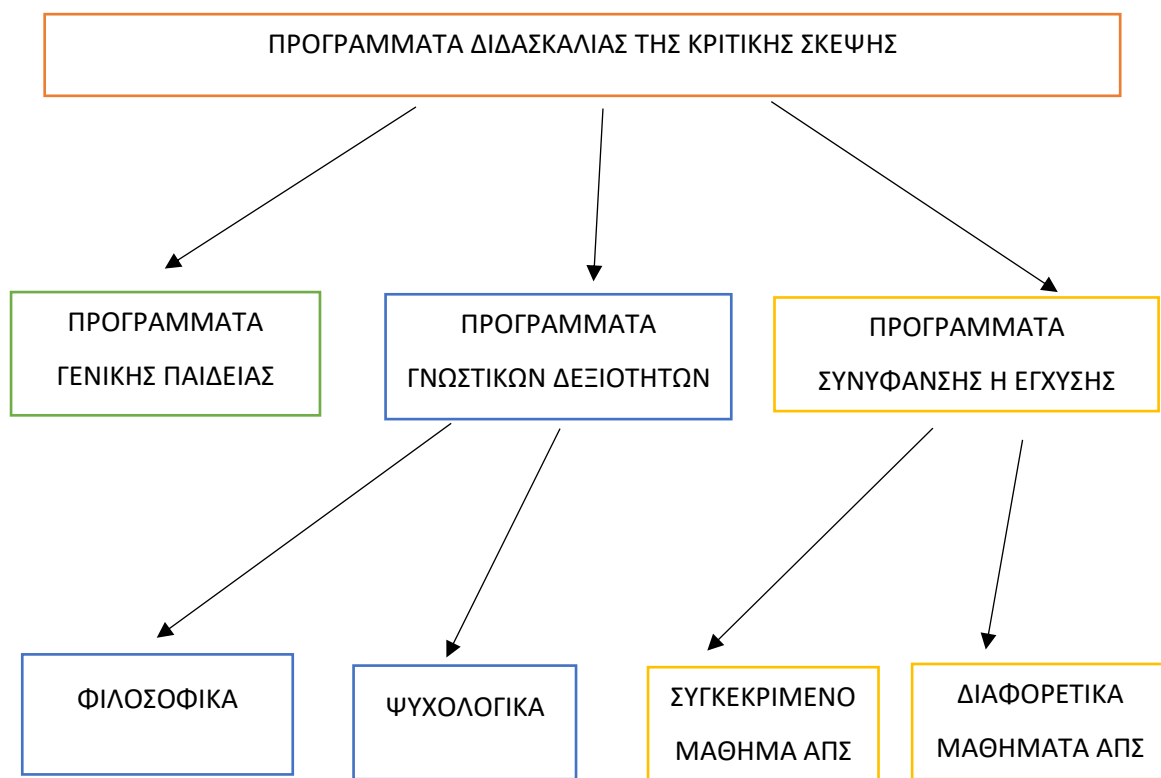 ΠΡΟΓΡΑΜΜΑΤΑ ΔΙΔΑΣΚΑΛΙΑΣ ΤΗΣ ΚΡΙΤΙΚΗΣ ΣΚΕΨΗΣ
ΠΡΟΓΡΑΜΜΑΤΑ
ΓΕΝΙΚΗΣ ΠΑΙΔΕΙΑΣ
ΠΡΟΓΡΑΜΜΑΤΑ
ΓΝΩΣΤΙΚΩΝ ΔΕΞΙΟΤΗΤΩΝ
ΠΡΟΓΡΑΜΜΑΤΑ
ΣΥΝΥΦΑΝΣΗΣ Η ΕΓΧΥΣΗΣ
ΦΙΛΟΣΟΦΙΚΑ
ΨΥΧΟΛΟΓΙΚΑ
ΣΥΓΚΕΚΡΙΜΕΝΟ
ΜΑΘΗΜΑ ΑΠΣ
ΔΙΑΦΟΡΕΤΙΚΑ
ΜΑΘΗΜΑΤΑ ΑΠΣ